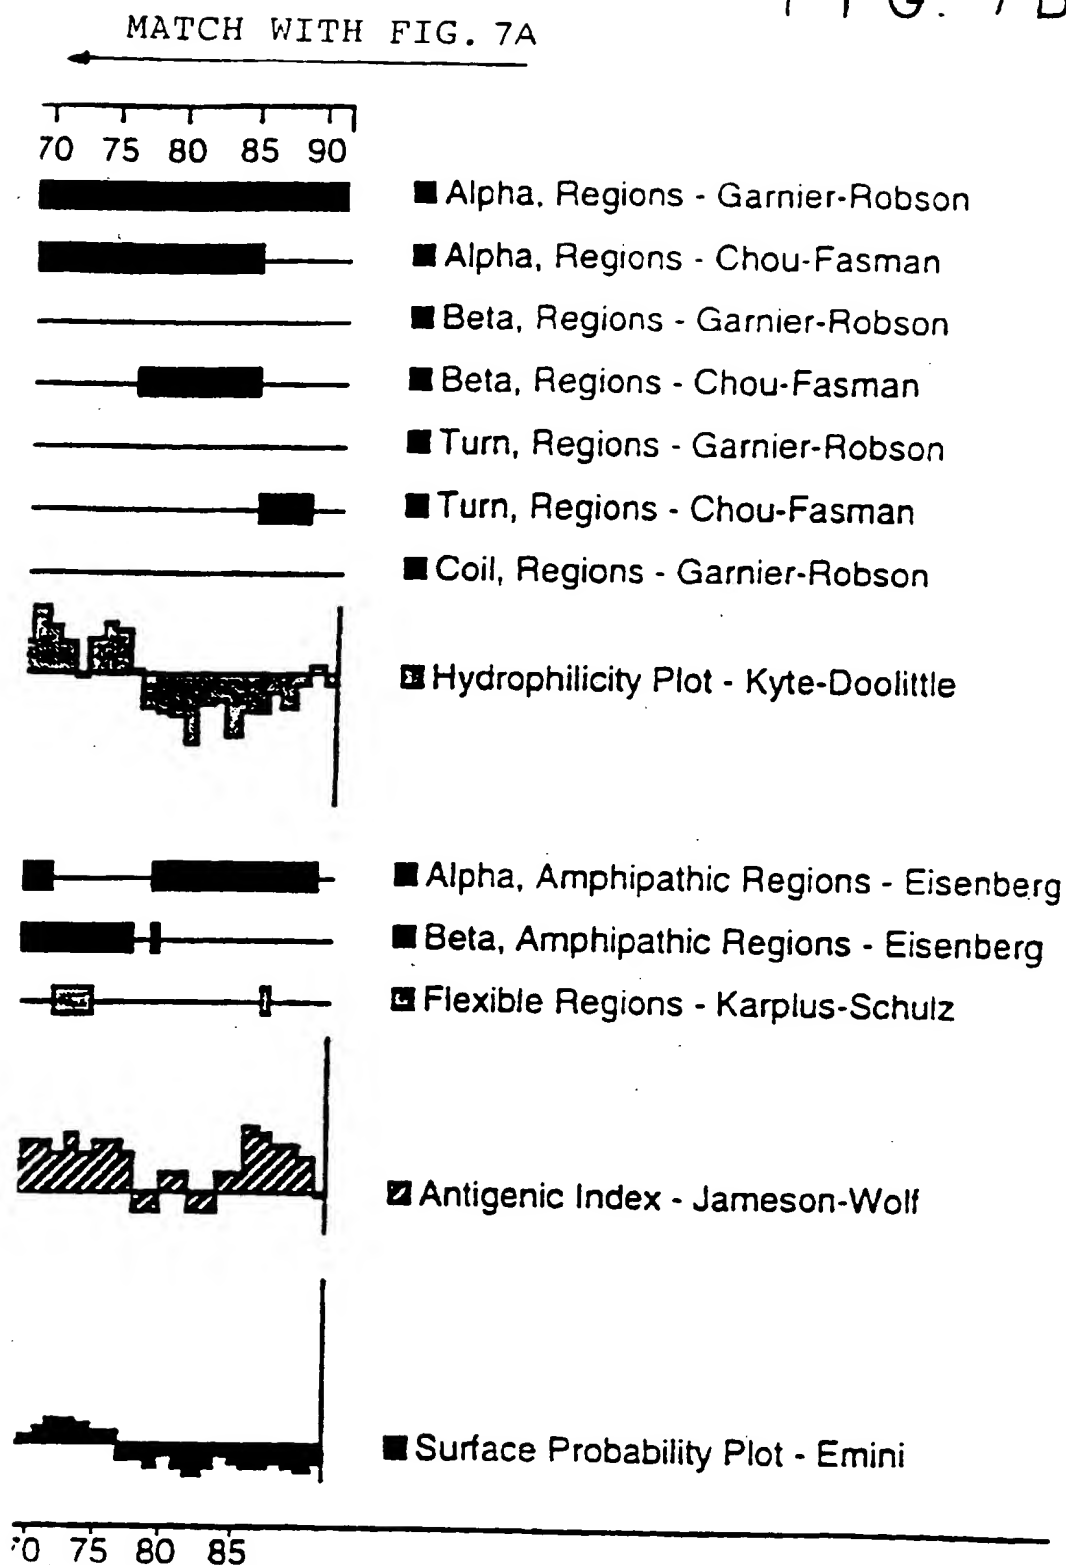 FIG. 7B
MATCH WITH FIG. 7A
70 75 80 85 90
Alpha, Regions - Garnier-Robson
Alpha, Regions - Chou-Fasman
Beta, Regions - Garnier-Robson
Beta, Regions - Chou-Fasman
Turn, Regions - Garnier-Robson
Turn, Regions - Chou-Fasman
Coil, Regions - Garnier-Robson
Hydrophilicity Plot - Kyte-Doolittle
Alpha, Amphipathic Regions - Eisenberg
Beta, Amphipathic Regions - Eisenberg
Flexible Regions - Karplus-Schulz
Antigenic Index - Jameson-Wolf
Surface Probability Plot - Emini
70 75 80 85